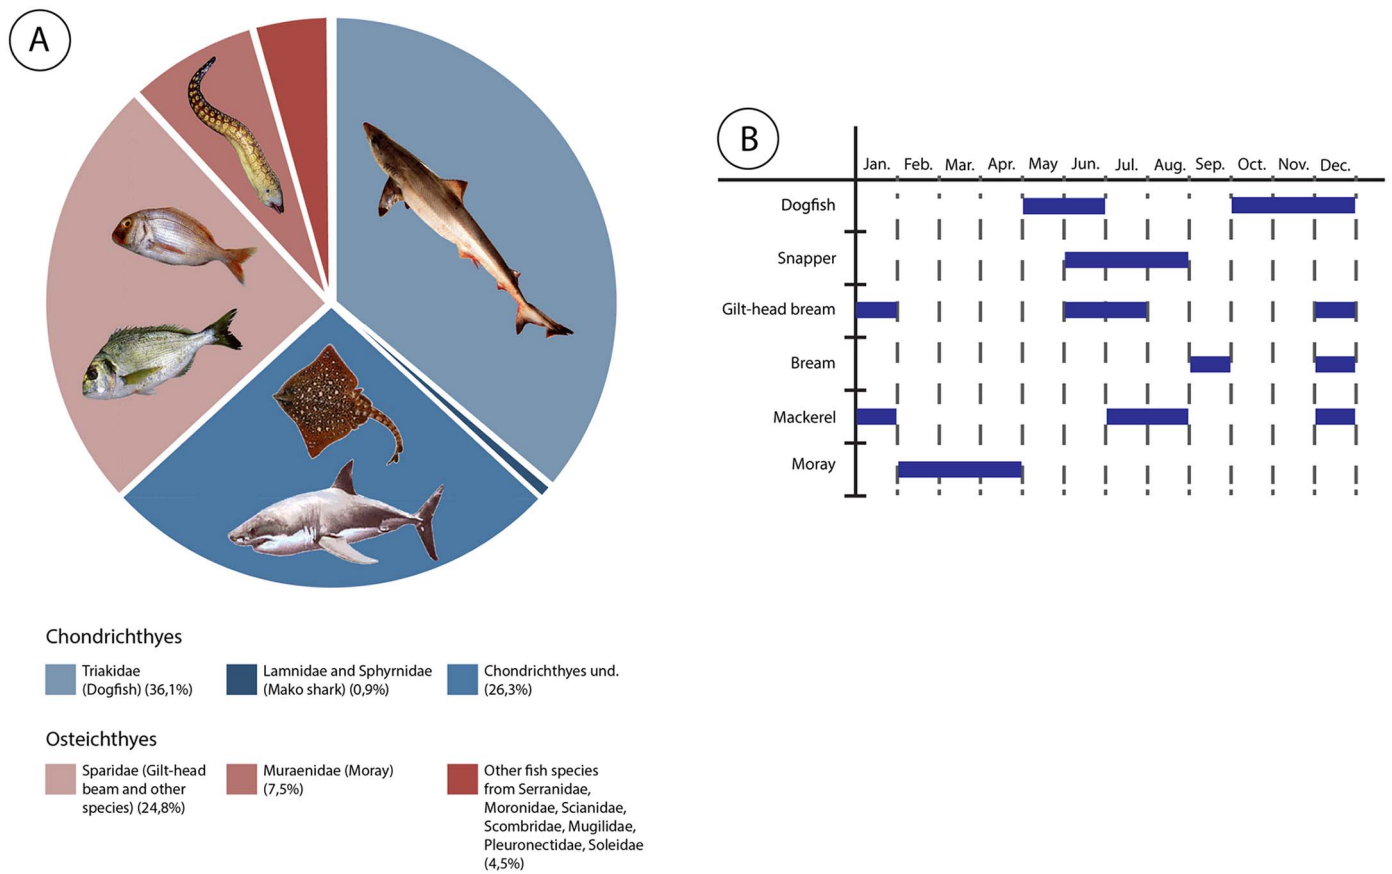 A
B
Jan. Feb. Mar. Apr. May Jun. Jul. Aug. Sep. Oct. Nov. Dec.
Dogfish
Snapper
Gilt-head bream
Bream
Mackerel
Moray
Chondrichthyes
Triakidae
(Dogfish) (36,1%)
Lamnidae and Sphyrnidae
(Mako shark) (0,9%)
Chondrichthyes und.
(26,3%)
Osteichthyes
Sparidae (Gilt-head
beam and other
species) (24,8%)
Muraenidae (Moray)
(7,5%)
Other fish species
from Serranidae,
Moronidae, Scianidae,
Scombridae, Mugilidae,
Pleuronectidae, Soleidae
(4,5%)